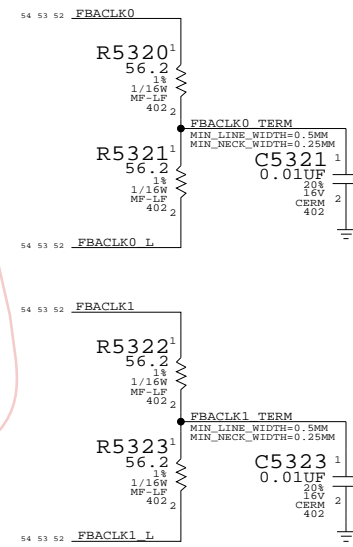 54 53 52 FBACLK0
R5320 1
56.2
1%
1/16W
MF-LF
402 2
FBACLK0_TERM
MIN_LINE_WIDTH=0.5MM
MIN_NECK_WIDTH=0.25MM
R5321 1
56.2
1%
1/16W
MF-LF
402 2
C5321 1
0.01UF
20%
16V 2
CERM
402
54 53 52 FBACLK0_L
54 53 52 FBACLK1
R5322 1
56.2
1%
1/16W
MF-LF
402 2
FBACLK1_TERM
MIN_LINE_WIDTH=0.5MM
MIN_NECK_WIDTH=0.25MM
R5323 1
56.2
1%
1/16W
MF-LF
402 2
C5323 1
0.01UF
20%
16V 2
CERM
402
54 53 52 FBACLK1_L